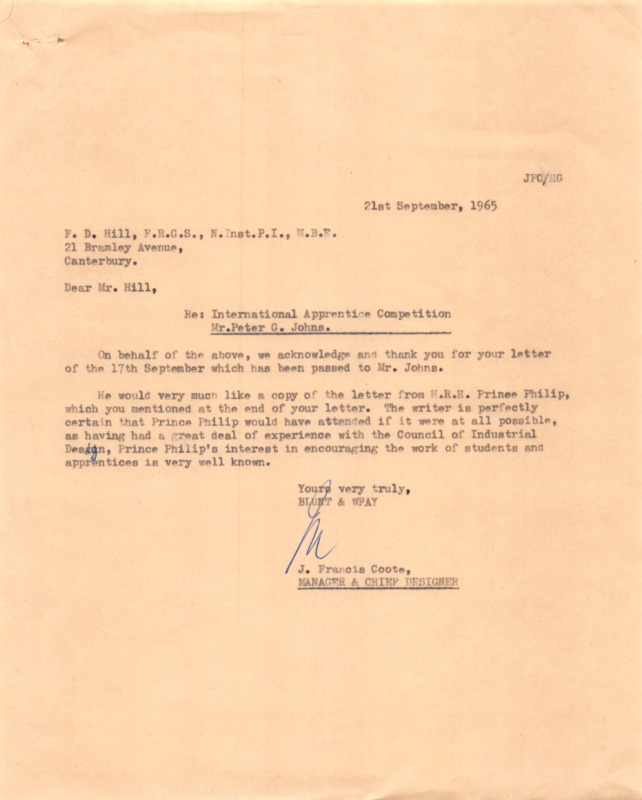 JFC/HG
21st September, 1965
F. D. Hill, F.R.G.S., N.Inst.P.I., M.B.E.
21 Bramley Avenue,
Canterbury.
Dear Mr. Hill,
Re: International Apprentice Competition
Mr.Peter G. Johns.
On behalf of the above, we acknowledge and thank you for your letter
of the 17th September which has been passed to Mr. Johns.
He would very much like a copy of the letter from H.R.H. Prince Philip,
which you mentioned at the end of your letter. The writer is perfectly
certain that Prince Philip would have attended if it were at all possible,
as having had a great deal of experience with the Council of Industrial
Design, Prince Philip's interest in encouraging the work of students and
apprentices is very well known.
Yours very truly,
BLUNT & WRAY
J. Francis Coote,
MANAGER & CHIEF DESIGNER